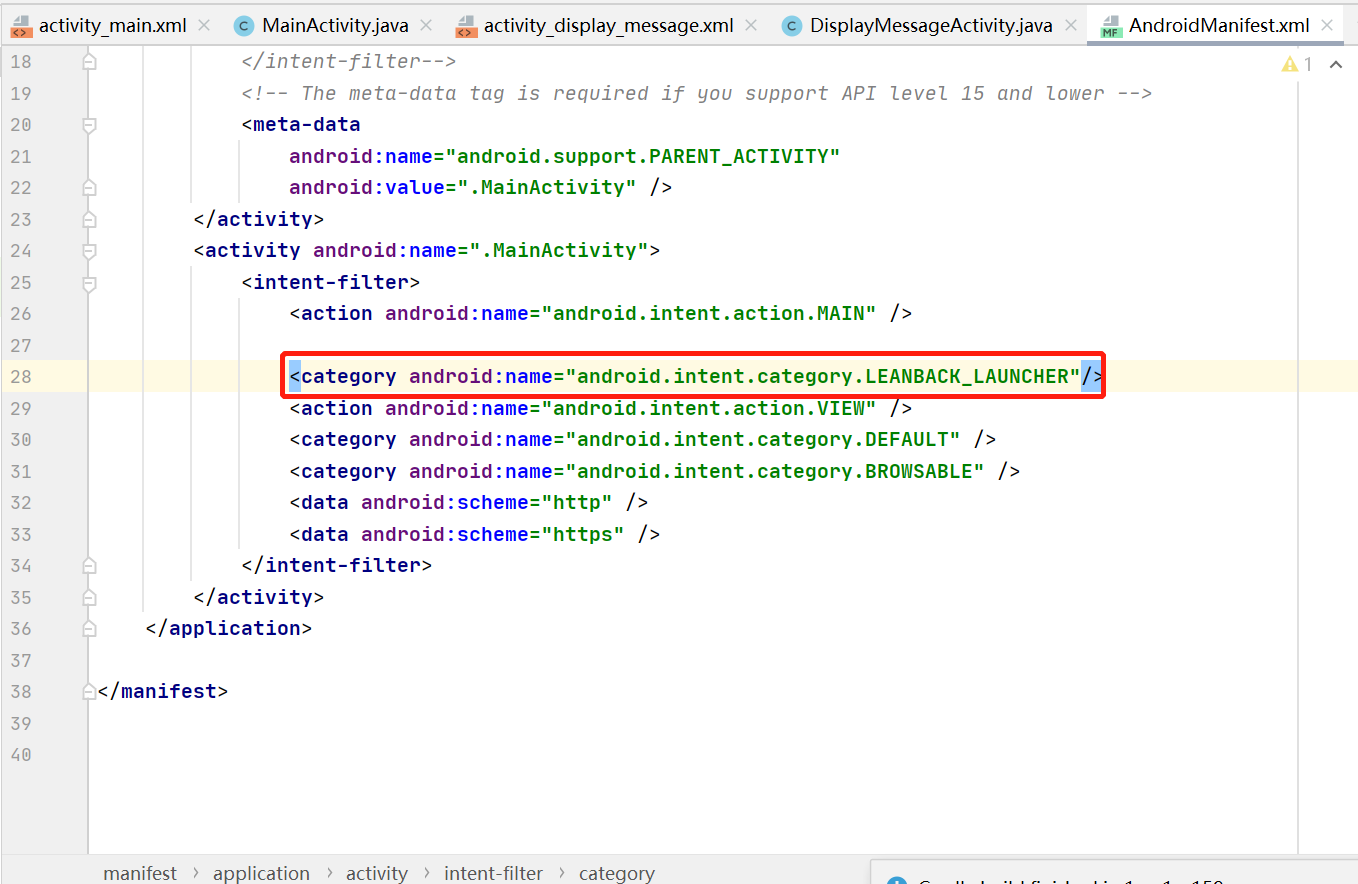 activity_main.xml MainActivity.java activity_display_message.xml DisplayMessageActivity.java AndroidManifest.xml
18 </intent-filter--> 1
19 <!-- The meta-data tag is required if you support API level 15 and lower -->
20 <meta-data
21 android:name="android.support.PARENT_ACTIVITY"
22 android:value=".MainActivity" />
23 </activity>
24 <activity android:name=".MainActivity">
25 <intent-filter>
26 <action android:name="android.intent.action.MAIN" />
27
28 <category android:name="android.intent.category.LEANBACK_LAUNCHER"/>
29 <action android:name="android.intent.action.VIEW" />
30 <category android:name="android.intent.category.DEFAULT" />
31 <category android:name="android.intent.category.BROWSABLE" />
32 <data android:scheme="http" />
33 <data android:scheme="https" />
34 </intent-filter>
35 </activity>
36 </application>
37
38 </manifest>
39
40
manifest › application › activity › intent-filter › category